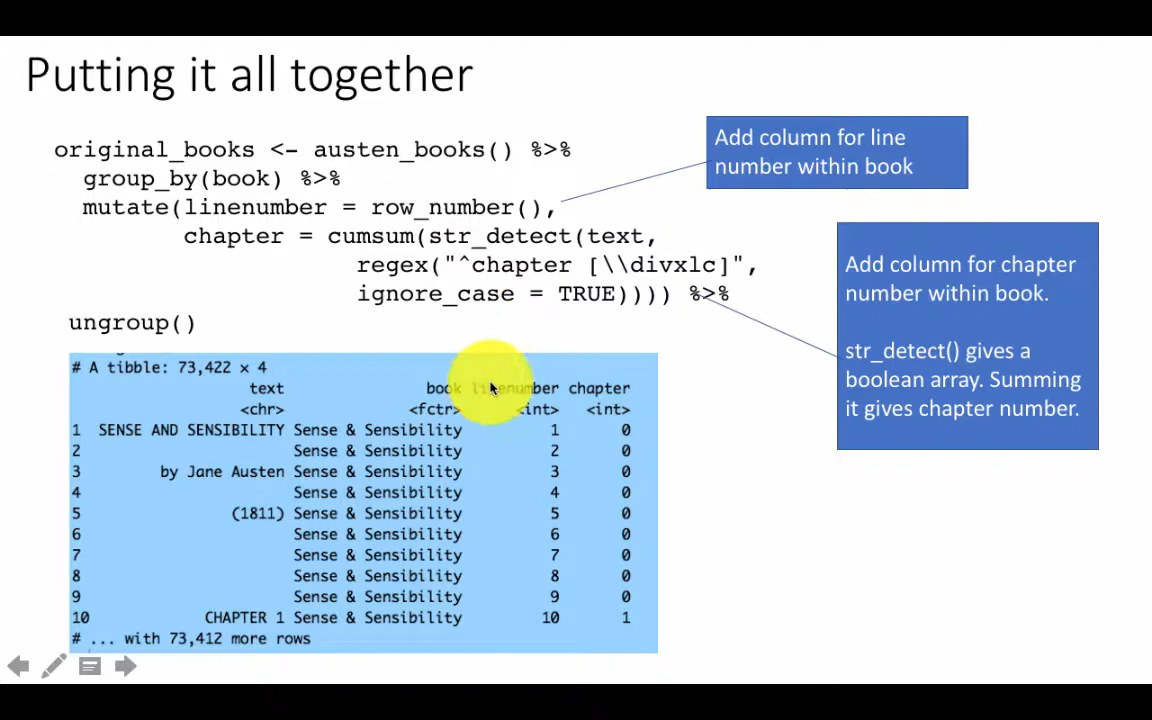 Putting it all together
original_books <- austen_books() %>%
group_by(book) %>%
mutate(linenumber = row_number(),
chapter = cumsum(str_detect(text,
regex("^chapter [\\divxlc]",
ignore_case = TRUE)))) %>%
ungroup()
Add column for line
number within book
Add column for chapter
number within book.
str_detect() gives a
boolean array. Summing
it gives chapter number.
# A tibble: 73,422 × 4
text book linenumber chapter
<chr> <fctr> <int> <int>
1 SENSE AND SENSIBILITY Sense & Sensibility 1 0
2 Sense & Sensibility 2 0
3 by Jane Austen Sense & Sensibility 3 0
4 Sense & Sensibility 4 0
5 (1811) Sense & Sensibility 5 0
6 Sense & Sensibility 6 0
7 Sense & Sensibility 7 0
8 Sense & Sensibility 8 0
9 Sense & Sensibility 9 0
10 CHAPTER 1 Sense & Sensibility 10 1
# ... with 73,412 more rows